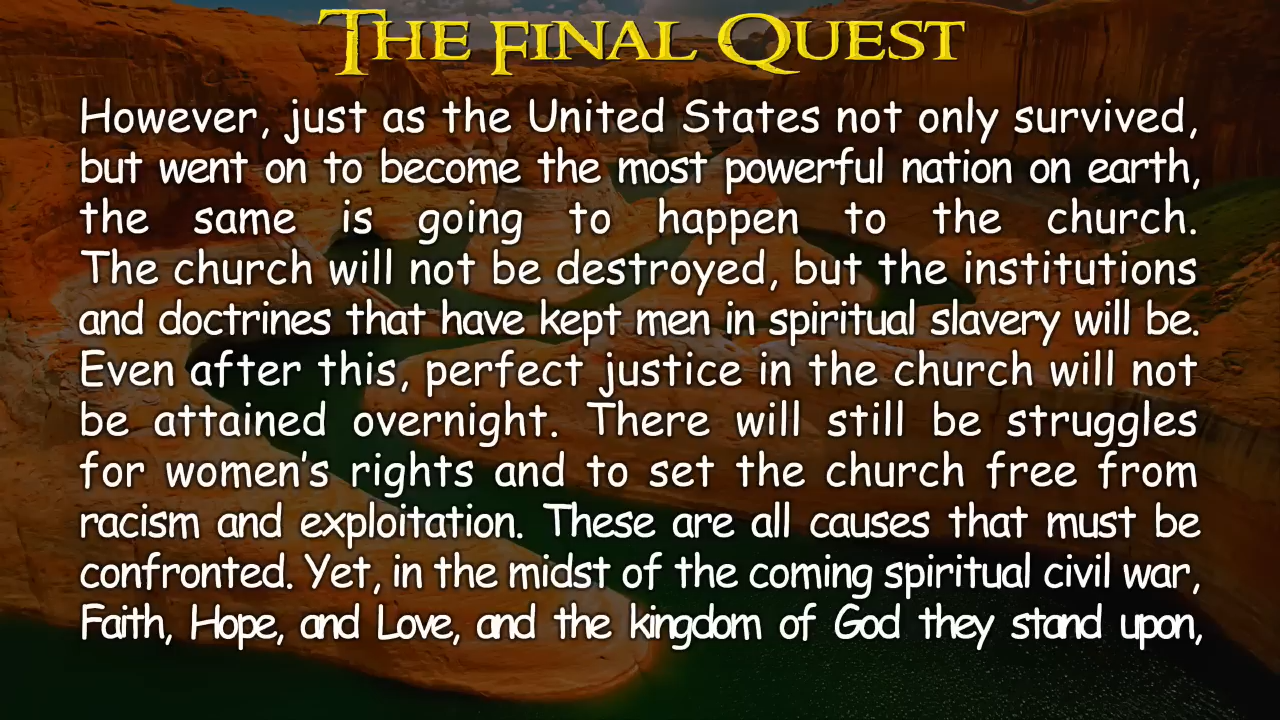 The Final Quest
However, just as the United States not only survived,
but went on to become the most powerful nation on earth,
the same is going to happen to the church.
The church will not be destroyed, but the institutions
and doctrines that have kept men in spiritual slavery will be.
Even after this, perfect justice in the church will not
be attained overnight. There will still be struggles
for women's rights and to set the church free from
racism and exploitation. These are all causes that must be
confronted. Yet, in the midst of the coming spiritual civil war,
Faith, Hope, and Love, and the kingdom of God they stand upon,